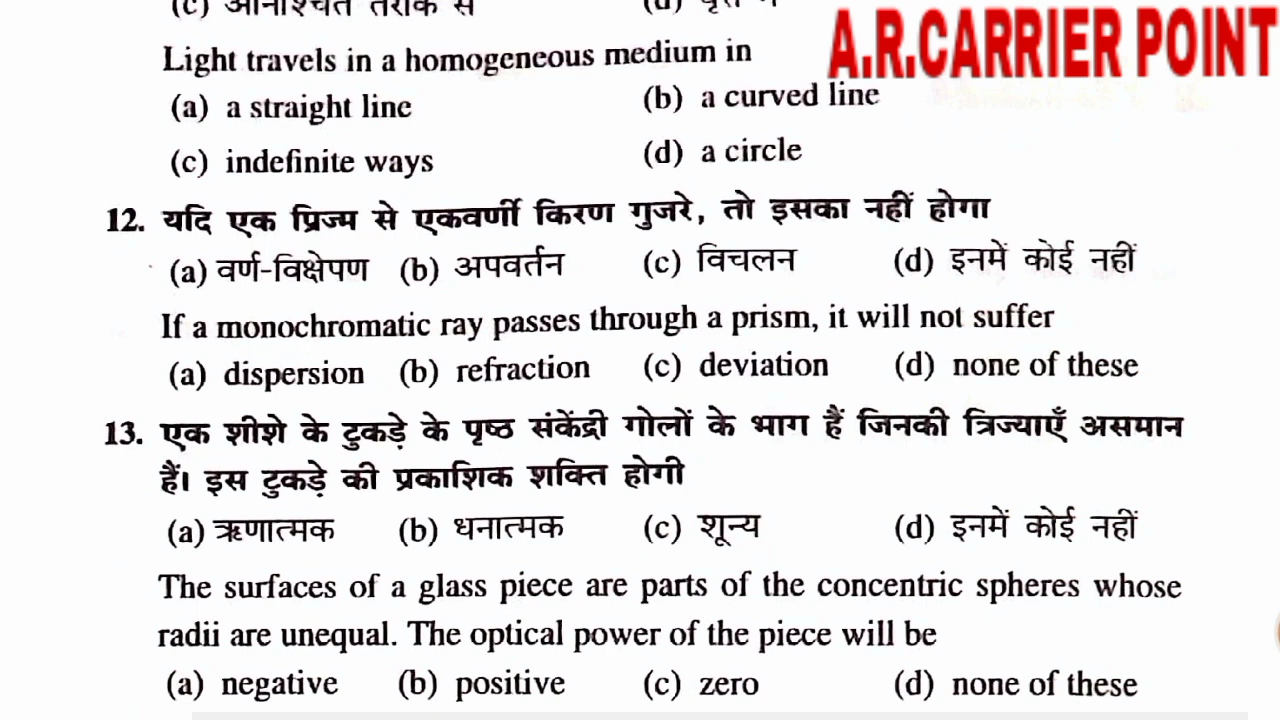 (c) अनिश्चित तरीके से (d) वृत्त में
A.R.CARRIER POINT
Light travels in a homogeneous medium in
(a) a straight line (b) a curved line
(c) indefinite ways (d) a circle
12. यदि एक प्रिज्म से एकवर्णी किरण गुजरे, तो इसका नहीं होगा
(a) वर्ण-विक्षेपण (b) अपवर्तन (c) विचलन (d) इनमें कोई नहीं
If a monochromatic ray passes through a prism, it will not suffer
(a) dispersion (b) refraction (c) deviation (d) none of these
13. एक शीशे के टुकड़े के पृष्ठ संकेंद्री गोलों के भाग हैं जिनकी त्रिज्याएँ असमान
हैं। इस टुकड़े की प्रकाशिक शक्ति होगी
(a) ऋणात्मक (b) धनात्मक (c) शून्य (d) इनमें कोई नहीं
The surfaces of a glass piece are parts of the concentric spheres whose
radii are unequal. The optical power of the piece will be
(a) negative (b) positive (c) zero (d) none of these